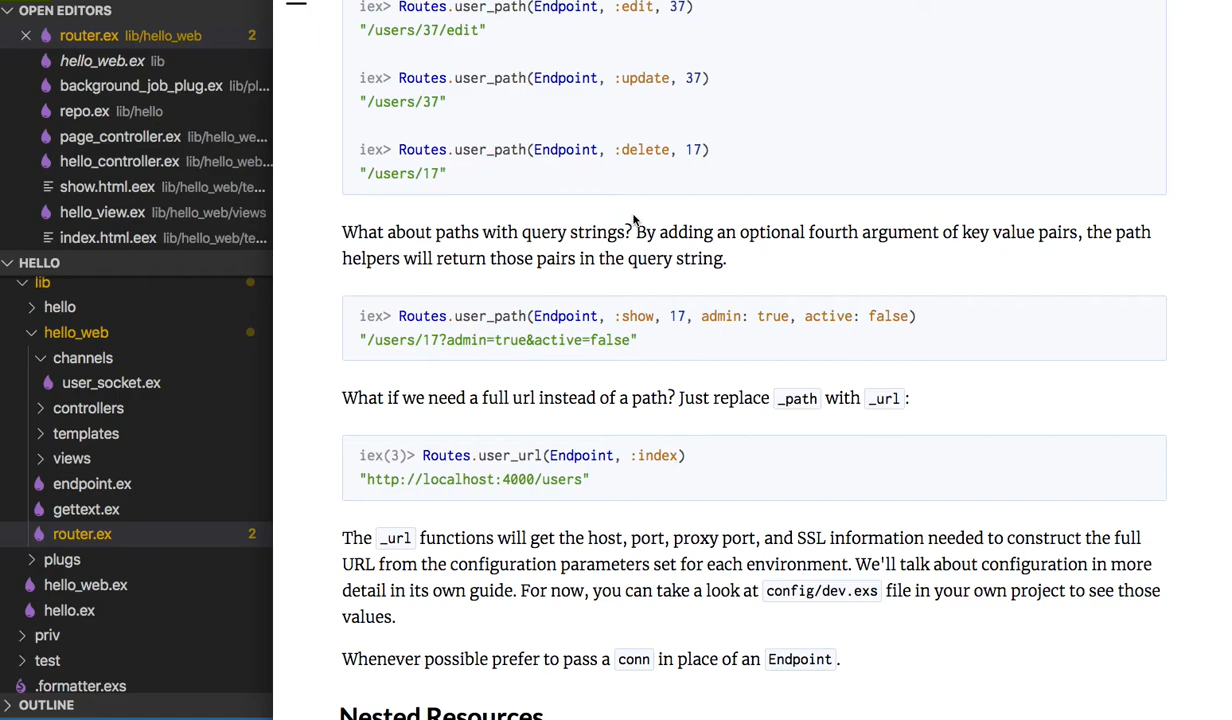 OPEN EDITORS
router.ex lib/hello_web 2
hello_web.ex lib
background_job_plug.ex lib/pl...
repo.ex lib/hello
page_controller.ex lib/hello_we...
hello_controller.ex lib/hello_web...
show.html.eex lib/hello_web/te...
hello_view.ex lib/hello_web/views
index.html.eex lib/hello_web/te...
HELLO
lib
hello
hello_web
channels
user_socket.ex
controllers
templates
views
endpoint.ex
gettext.ex
router.ex 2
plugs
hello_web.ex
hello.ex
priv
test
.formatter.exs
OUTLINE
iex> Routes.user_path(Endpoint, :edit, 37)
"/users/37/edit"
iex> Routes.user_path(Endpoint, :update, 37)
"/users/37"
iex> Routes.user_path(Endpoint, :delete, 17)
"/users/17"
What about paths with query strings? By adding an optional fourth argument of key value pairs, the path
helpers will return those pairs in the query string.
iex> Routes.user_path(Endpoint, :show, 17, admin: true, active: false)
"/users/17?admin=true&active=false"
What if we need a full url instead of a path? Just replace _path with _url:
iex(3)> Routes.user_url(Endpoint, :index)
"http://localhost:4000/users"
The _url functions will get the host, port, proxy port, and SSL information needed to construct the full
URL from the configuration parameters set for each environment. We'll talk about configuration in more
detail in its own guide. For now, you can take a look at config/dev.exs file in your own project to see those
values.
Whenever possible prefer to pass a conn in place of an Endpoint.
Nested Resources